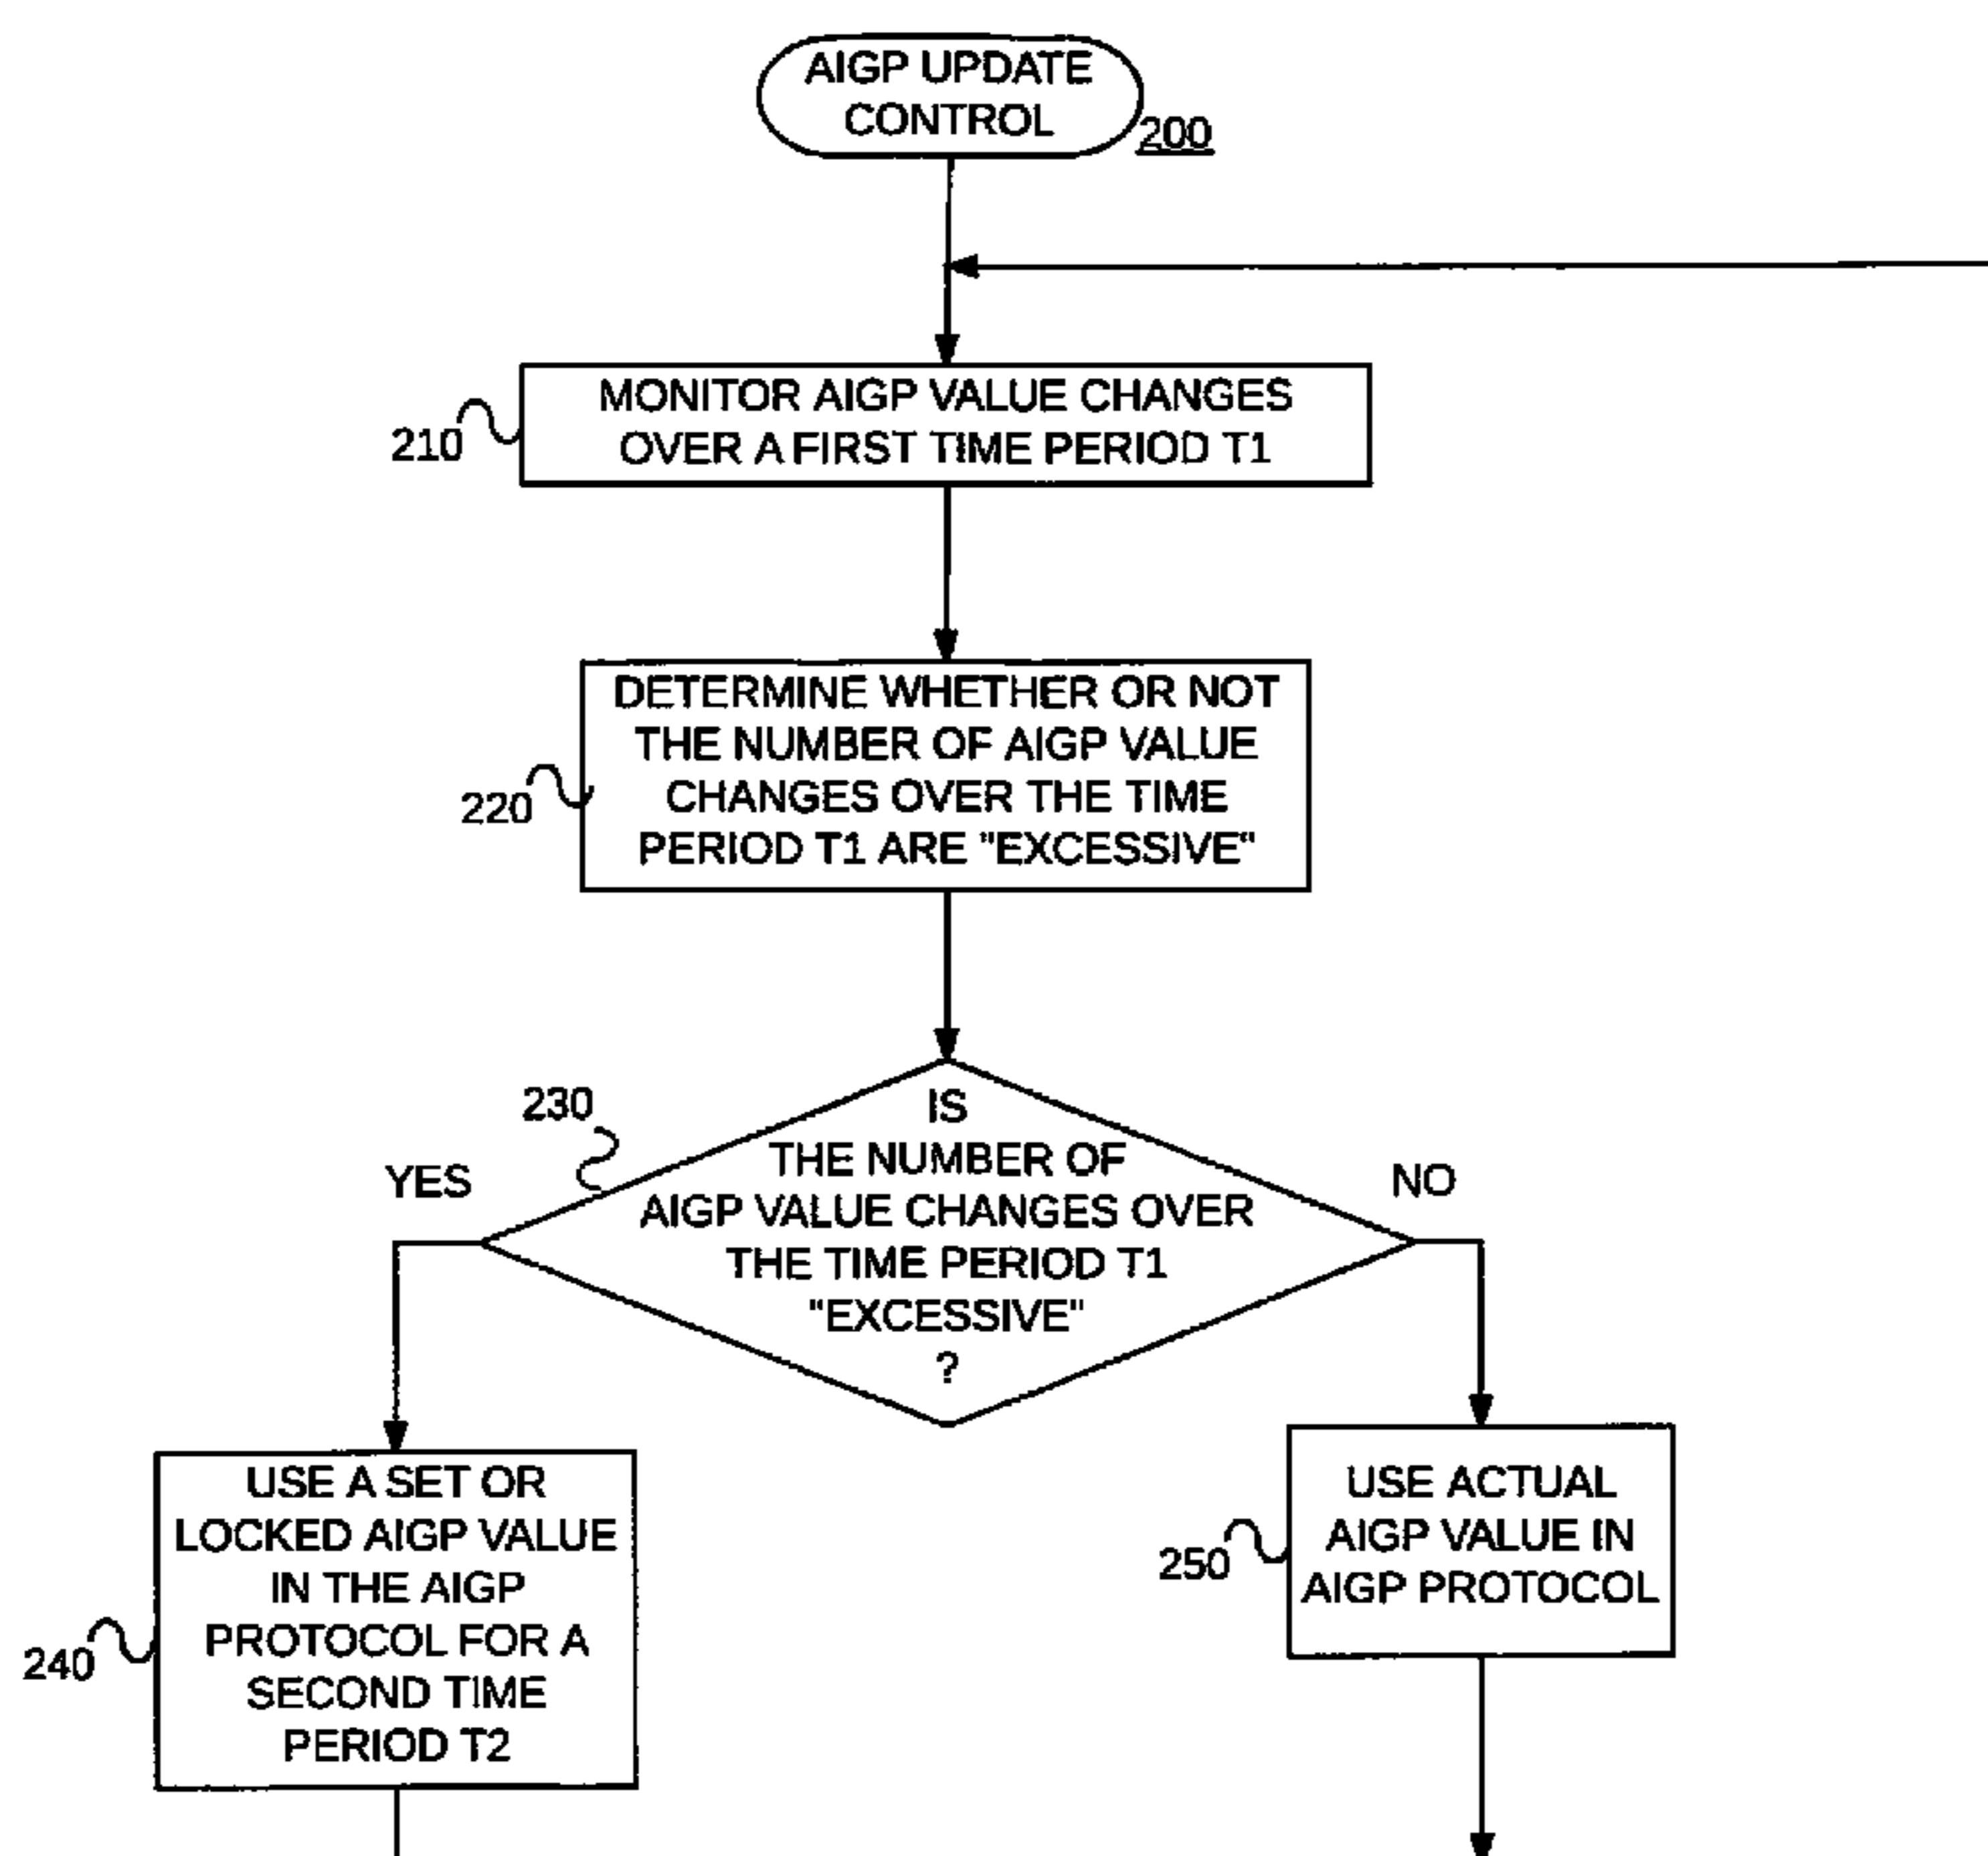 AIGP UPDATE
CONTROL
200
MONITOR AIGP VALUE CHANGES
OVER A FIRST TIME PERIOD T1
210
DETERMINE WHETHER OR NOT
THE NUMBER OF AIGP VALUE
CHANGES OVER THE TIME
PERIOD T1 ARE "EXCESSIVE"
220
230
IS
THE NUMBER OF
AIGP VALUE CHANGES OVER
THE TIME PERIOD T1
"EXCESSIVE"
?
YES
NO
USE A SET OR
LOCKED AIGP VALUE
IN THE AIGP
PROTOCOL FOR A
SECOND TIME
PERIOD T2
240
USE ACTUAL
AIGP VALUE IN
AIGP PROTOCOL
250